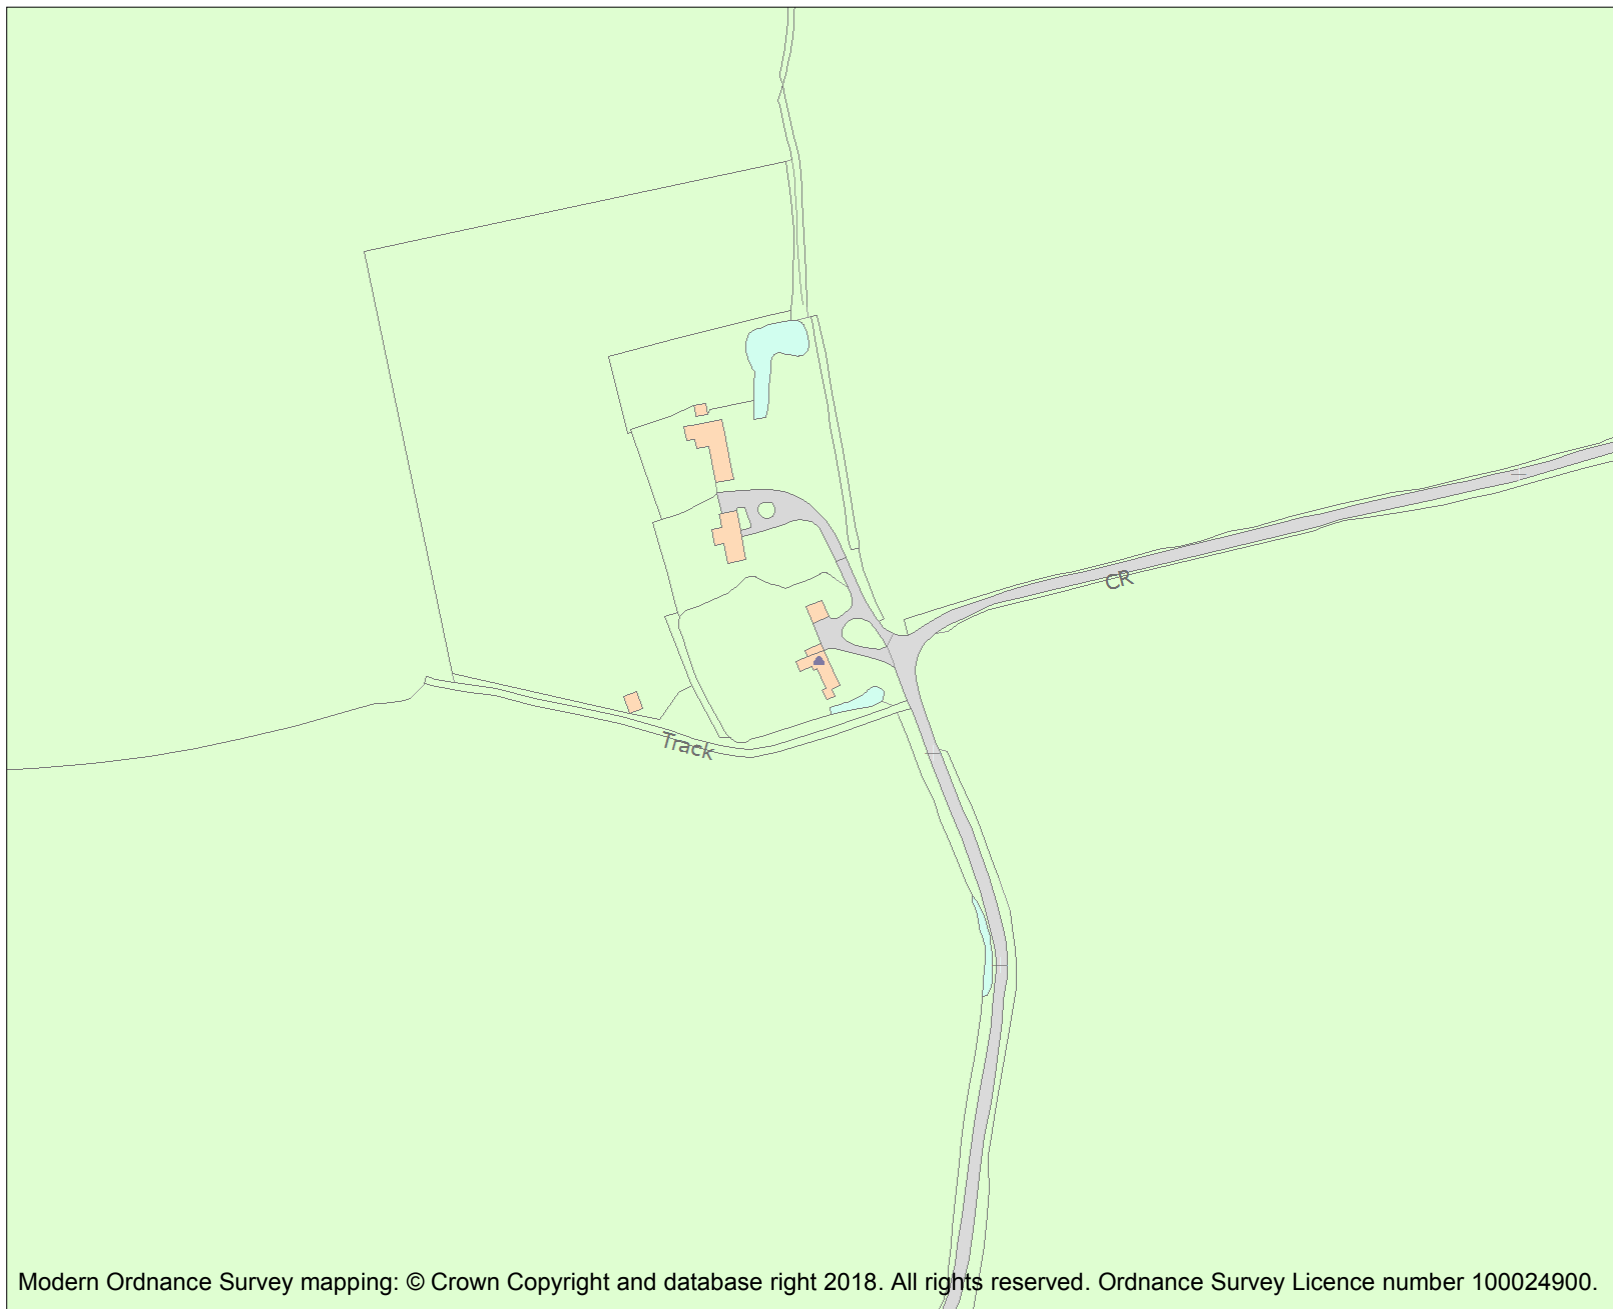 CR
Track
Modern Ordnance Survey mapping: © Crown Copyright and database right 2018. All rights reserved. Ordnance Survey Licence number 100024900.